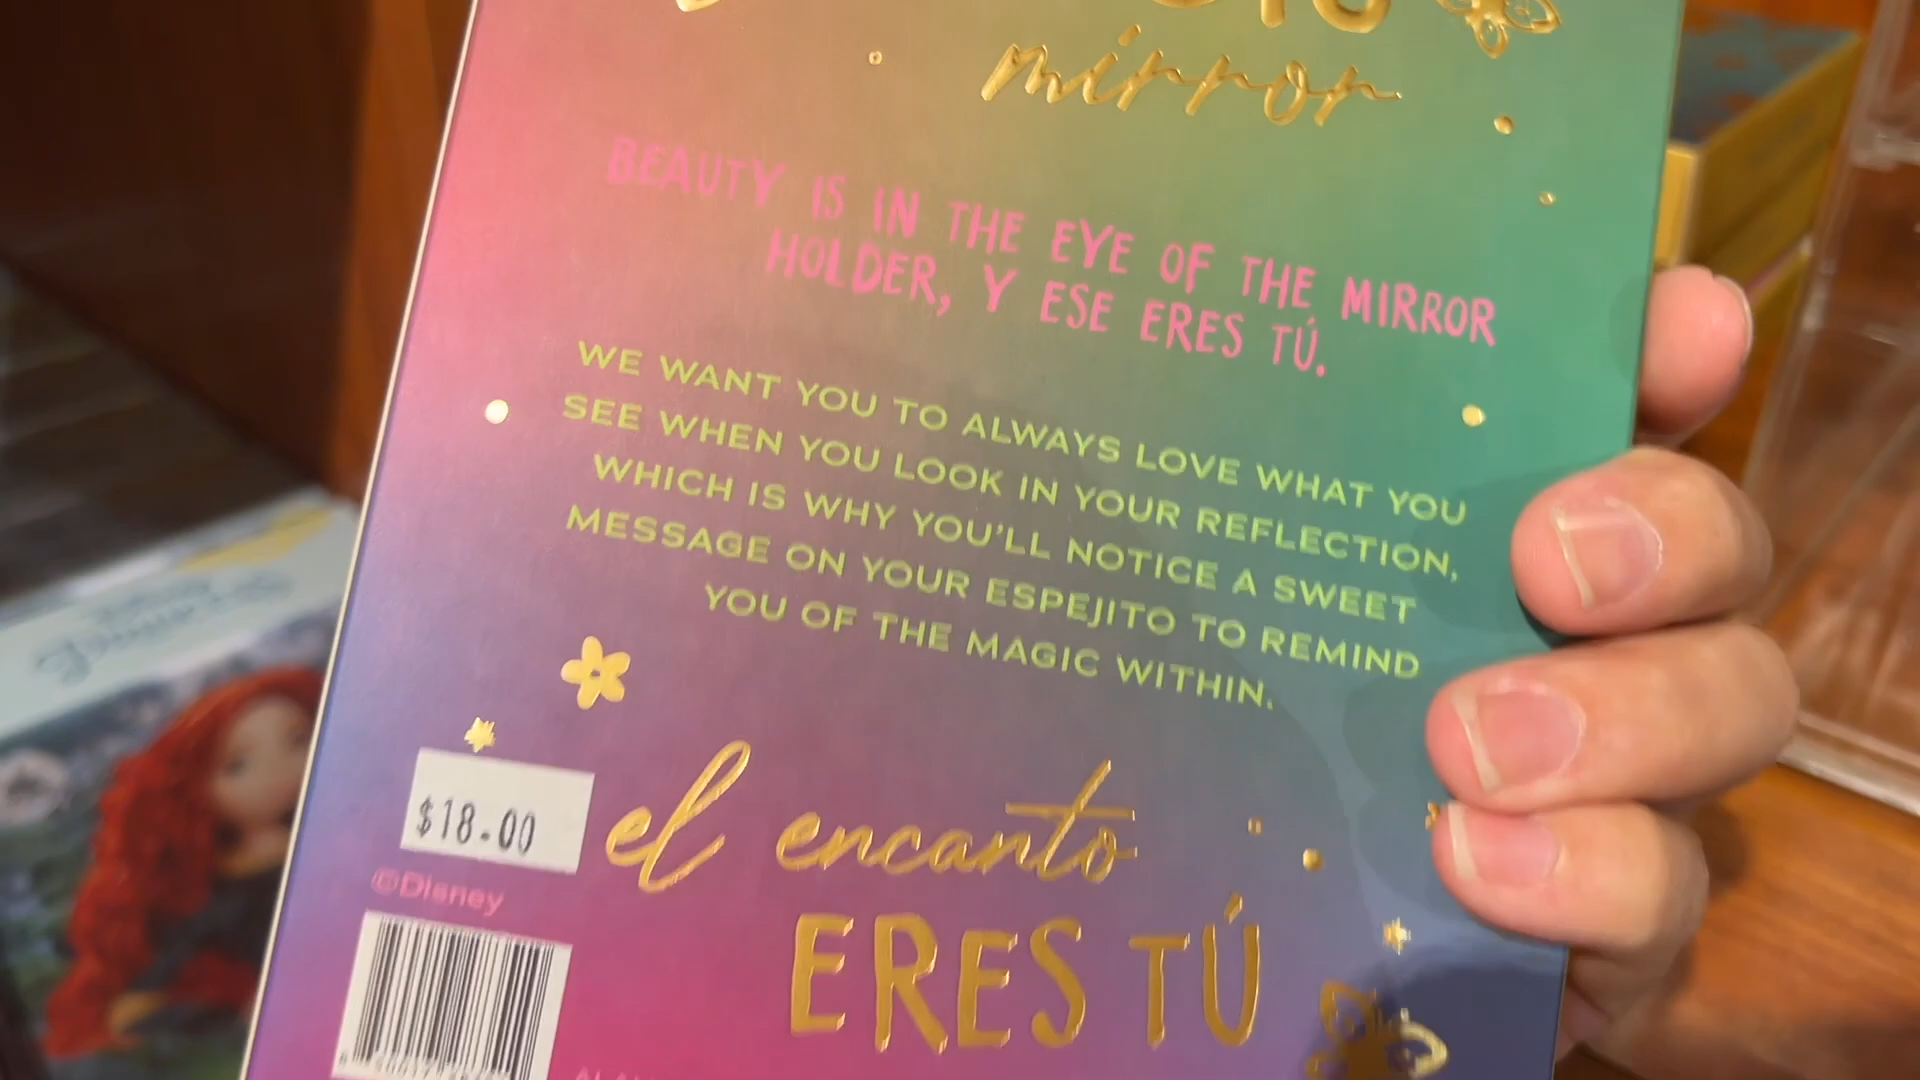 mirror
BEAUTY IS IN THE EYE OF THE MIRROR
HOLDER, Y ESE ERES TÚ.
WE WANT YOU TO ALWAYS LOVE WHAT YOU
SEE WHEN YOU LOOK IN YOUR REFLECTION,
WHICH IS WHY YOU'LL NOTICE A SWEET
MESSAGE ON YOUR ESPEJITO TO REMIND
YOU OF THE MAGIC WITHIN.
$18.00
el encanto
ERES TÚ
©Disney